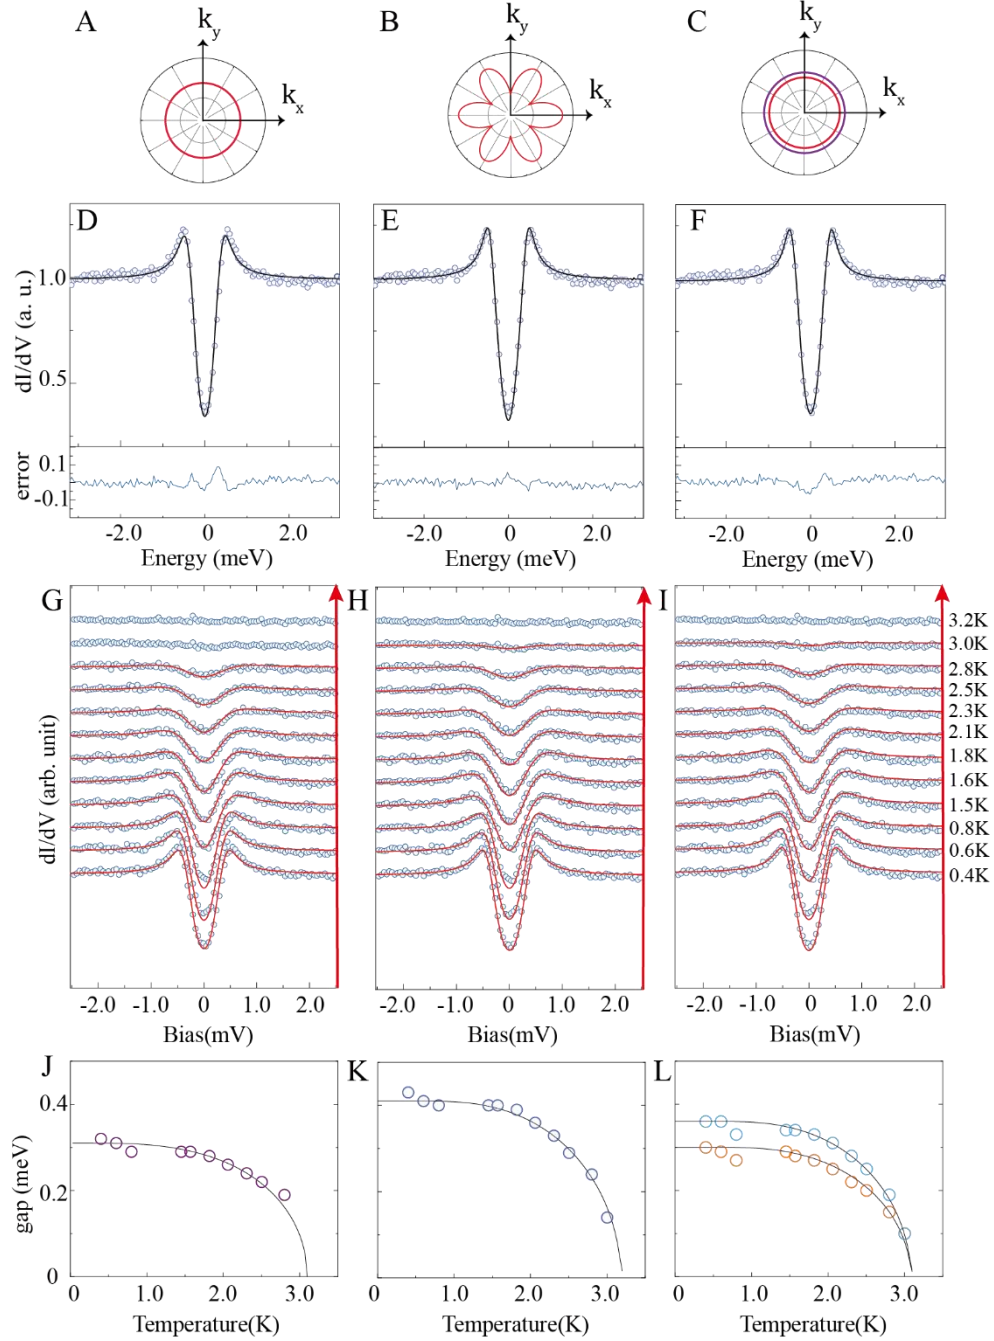 A B C
k_y k_y k_y
k_x k_x k_x
D E F
dI/dV (a. u.)
1.0
0.5
error
0.1
-0.1
-2.0 0 2.0 -2.0 0 2.0 -2.0 0 2.0
Energy (meV) Energy (meV) Energy (meV)
G H I
3.2K
3.0K
2.8K
2.5K
2.3K
2.1K
1.8K
1.6K
1.5K
0.8K
0.6K
0.4K
dI/dV (arb. unit)
-2.0 -1.0 0 1.0 2.0 -2.0 -1.0 0 1.0 2.0 -2.0 -1.0 0 1.0 2.0
Bias(mV) Bias(mV) Bias(mV)
J K L
gap (meV)
0.4
0.2
0
0 1.0 2.0 3.0 0 1.0 2.0 3.0 0 1.0 2.0 3.0
Temperature(K) Temperature(K) Temperature(K)